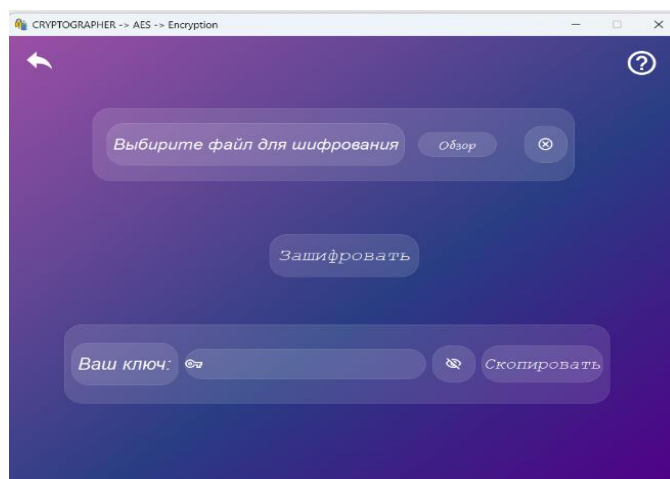 CRYPTOGRAPHER -> AES -> Encryption
Выбирите файл для шифрования Обзор
Зашифровать
Ваш ключ: Скопировать